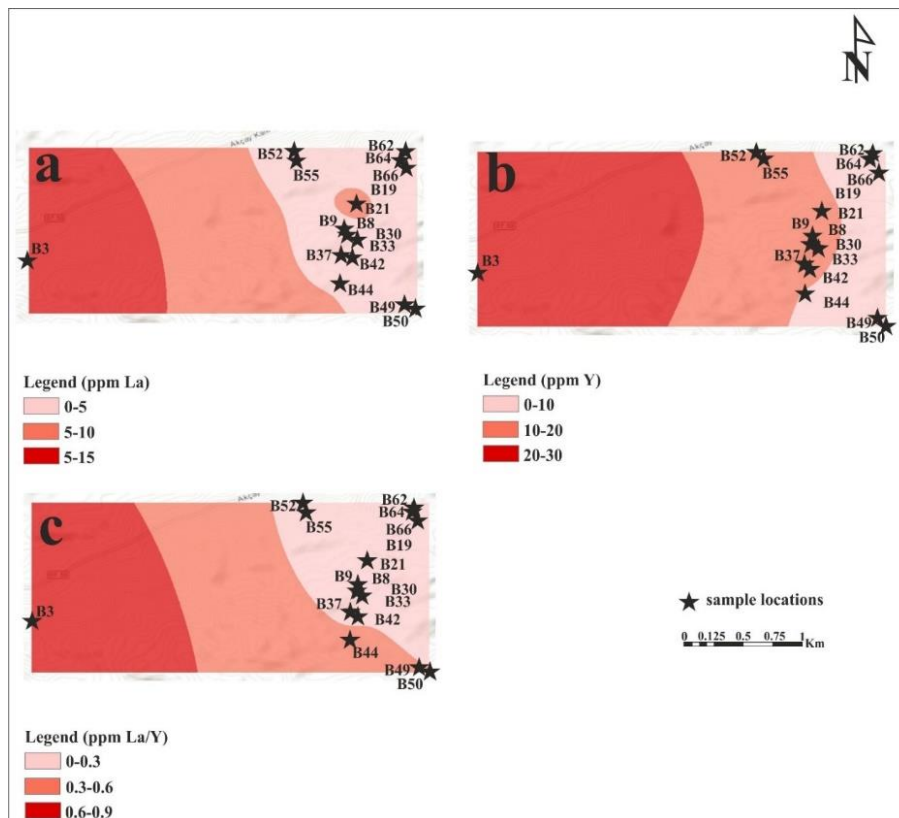 N
a
Akçay
B52
B55
B62
B64
B66
B19
B21
B9
B8
B30
B33
B37
B42
B44
B49
B50
B3
Legend (ppm La)
0-5
5-10
5-15
b
Akçay
B52
B55
B62
B64
B66
B19
B21
B9
B8
B30
B33
B37
B42
B44
B49
B50
B3
Legend (ppm Y)
0-10
10-20
20-30
c
B52
B55
B62
B64
B66
B19
B21
B9
B8
B30
B33
B37
B42
B44
B49
B50
B3
sample locations
0 0.125 0.5 0.75 1
Km
Legend (ppm La/Y)
0-0.3
0.3-0.6
0.6-0.9